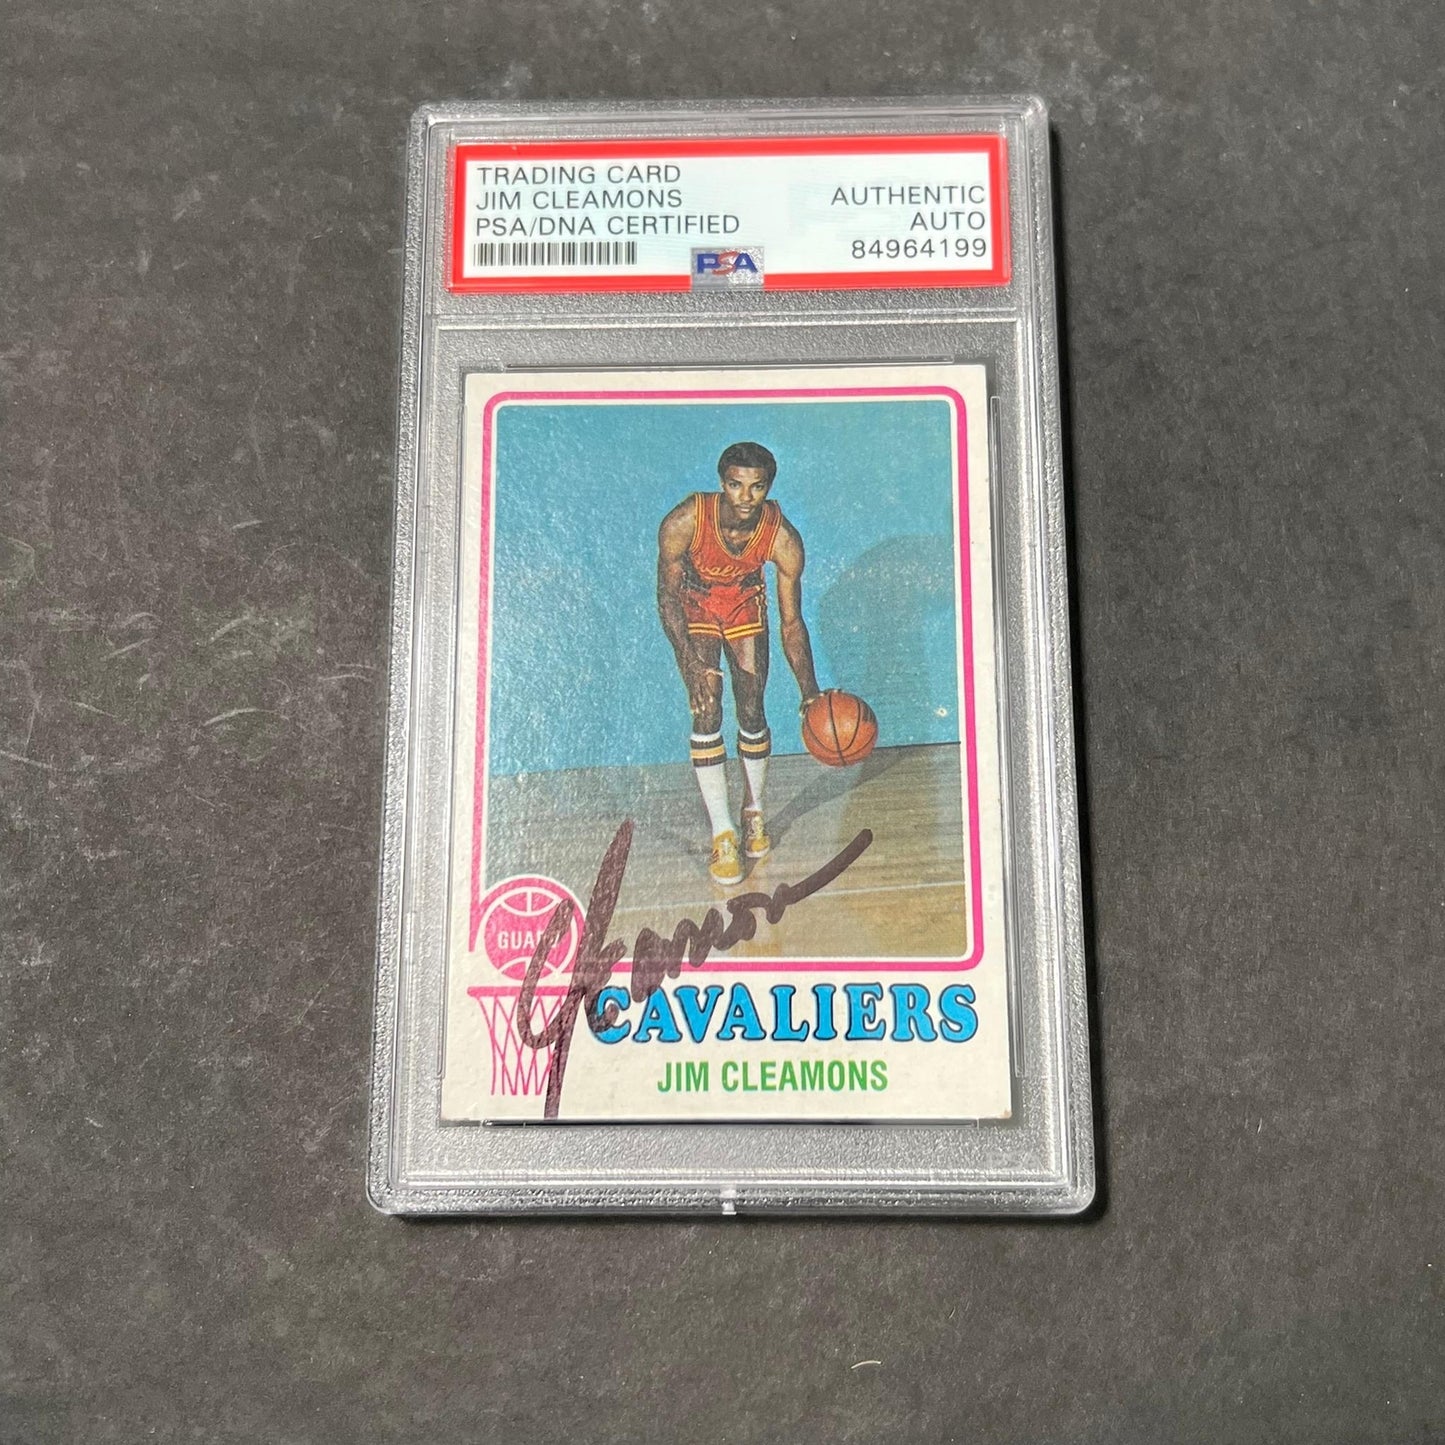 TRADING CARD
JIM CLEAMONS
PSA/DNA CERTIFIED
AUTHENTIC
AUTO
84964199
PSA
GUARD
CAVALIERS
JIM CLEAMONS